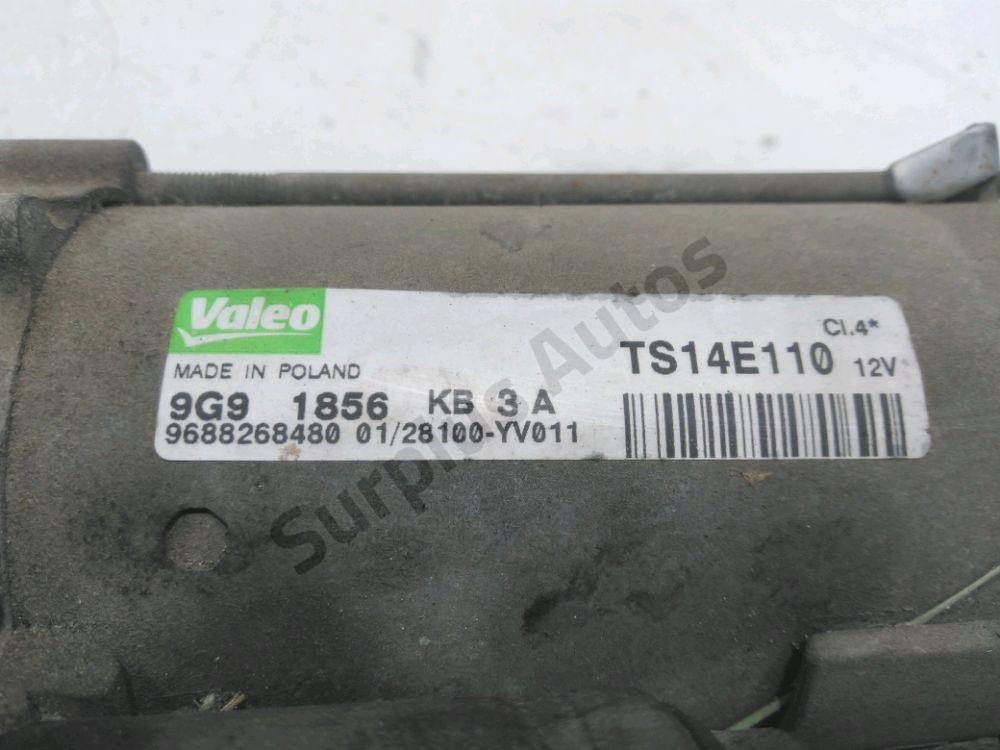 Valeo
MADE IN POLAND
Cl.4*
TS14E110 12V
9G9 1856 KB 3 A
9688268480 01/28100-YV011
Surplus Autos